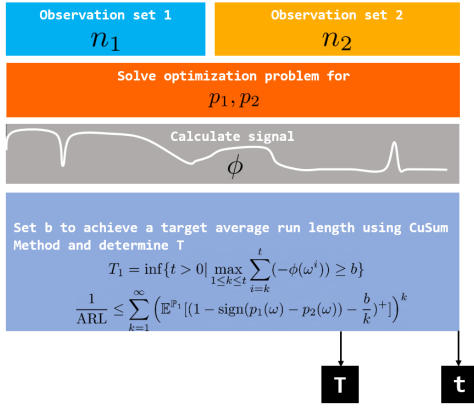 Observation set 1
n₁
Observation set 2
n₂
Solve optimization problem for
p₁, p₂
Calculate signal
ϕ
Set b to achieve a target average run length using CuSum
Method and determine T
T₁ = inf{t > 0| max_{1≤k≤t} ∑_{i=k}^{t} (−ϕ(ωⁱ)) ≥ b}
1/ARL ≤ ∑_{k=1}^{∞} (𝔼^{ℙ₁}[(1 − sign(p₁(ω) − p₂(ω)) − b/k)⁺])^k
T
t